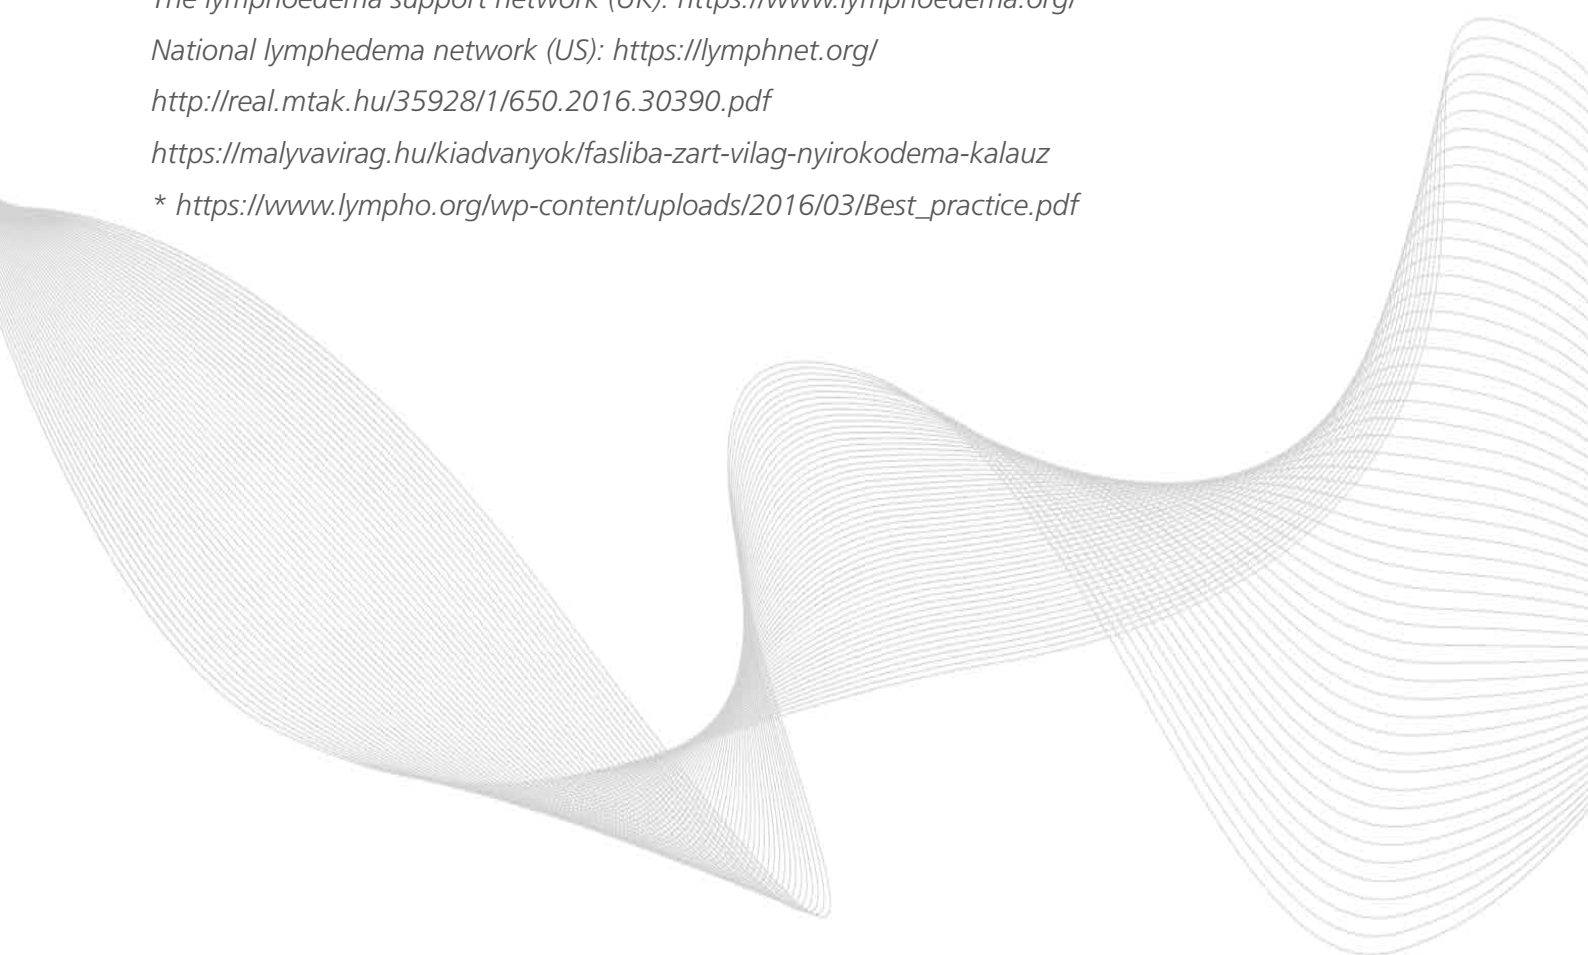 The lymphoedema support network (UK): https://www.lymphoedema.org/
National lymphedema network (US): https://lymphnet.org/
http://real.mtak.hu/35928/1/650.2016.30390.pdf
https://malyvavirag.hu/kiadvanyok/fasliba-zart-vilag-nyirokodema-kalauz
* https://www.lympho.org/wp-content/uploads/2016/03/Best_practice.pdf